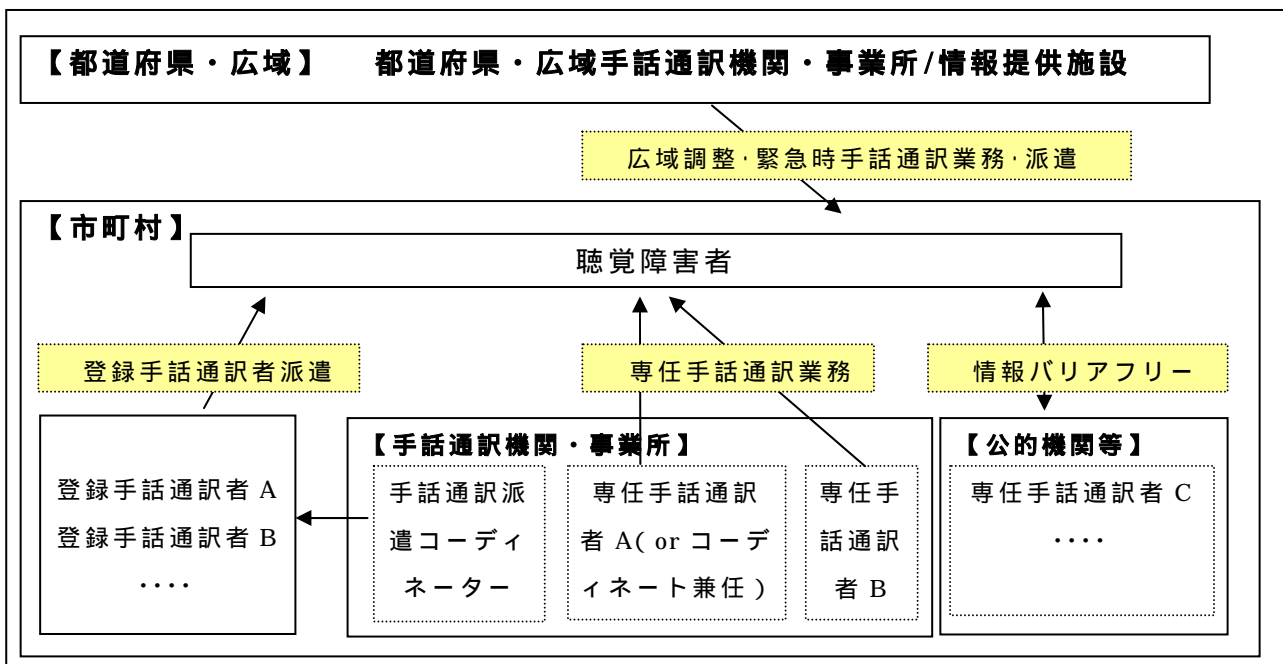 【都道府県・広域】 都道府県・広域手話通訳機関・事業所/情報提供施設
広域調整・緊急時手話通訳業務・派遣
【市町村】
聴覚障害者
登録手話通訳者派遣
専任手話通訳業務
情報バリアフリー
登録手話通訳者 A
登録手話通訳者 B
・・・・
【手話通訳機関・事業所】
手話通訳派
遣コーディ
ネーター
専任手話通訳
者 A( or コーデ
ィネート兼任 )
専任手
話通訳
者 B
【公的機関等】
専任手話通訳者 C
・・・・